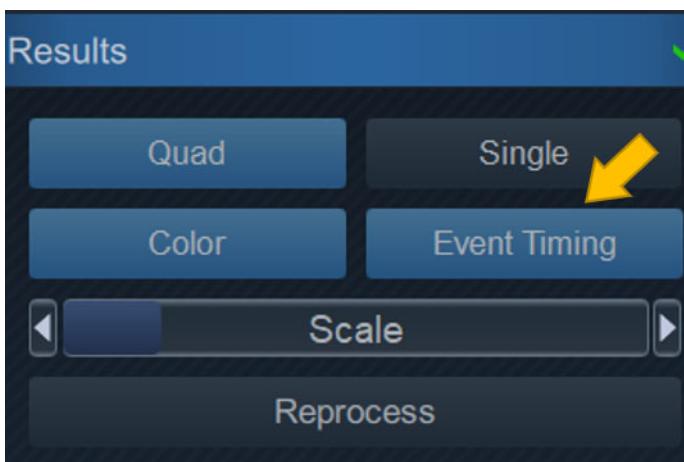 Results
Quad Single
Color Event Timing
Scale
Reprocess